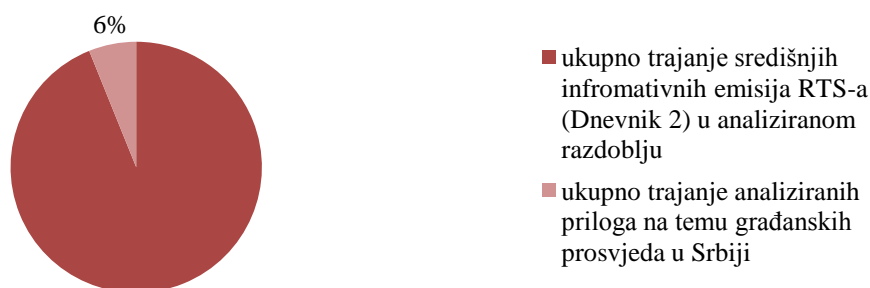 6%
ukupno trajanje središnjih
infromativnih emisija RTS-a
(Dnevnik 2) u analiziranom
razdoblju
ukupno trajanje analiziranih
priloga na temu građanskih
prosvjeda u Srbiji